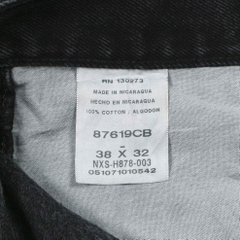 RN 130273
MADE IN NICARAGUA
HECHO EN NICARAGUA
100% COTTON / ALGODON
87619CB
-
38 X 32
NXS-H878-003
051071010542